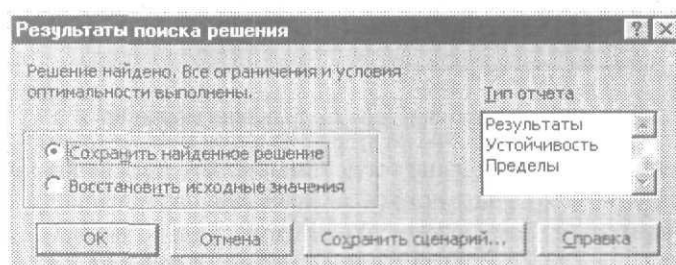 Результаты поиска решения
Решение найдено. Все ограничения и условия
оптимальности выполнены.
Тип отчета
Результаты
Устойчивость
Пределы
Сохранить найденное решение
Восстановить исходные значения
ОК
Отмена
Сохранить сценарий...
Справка